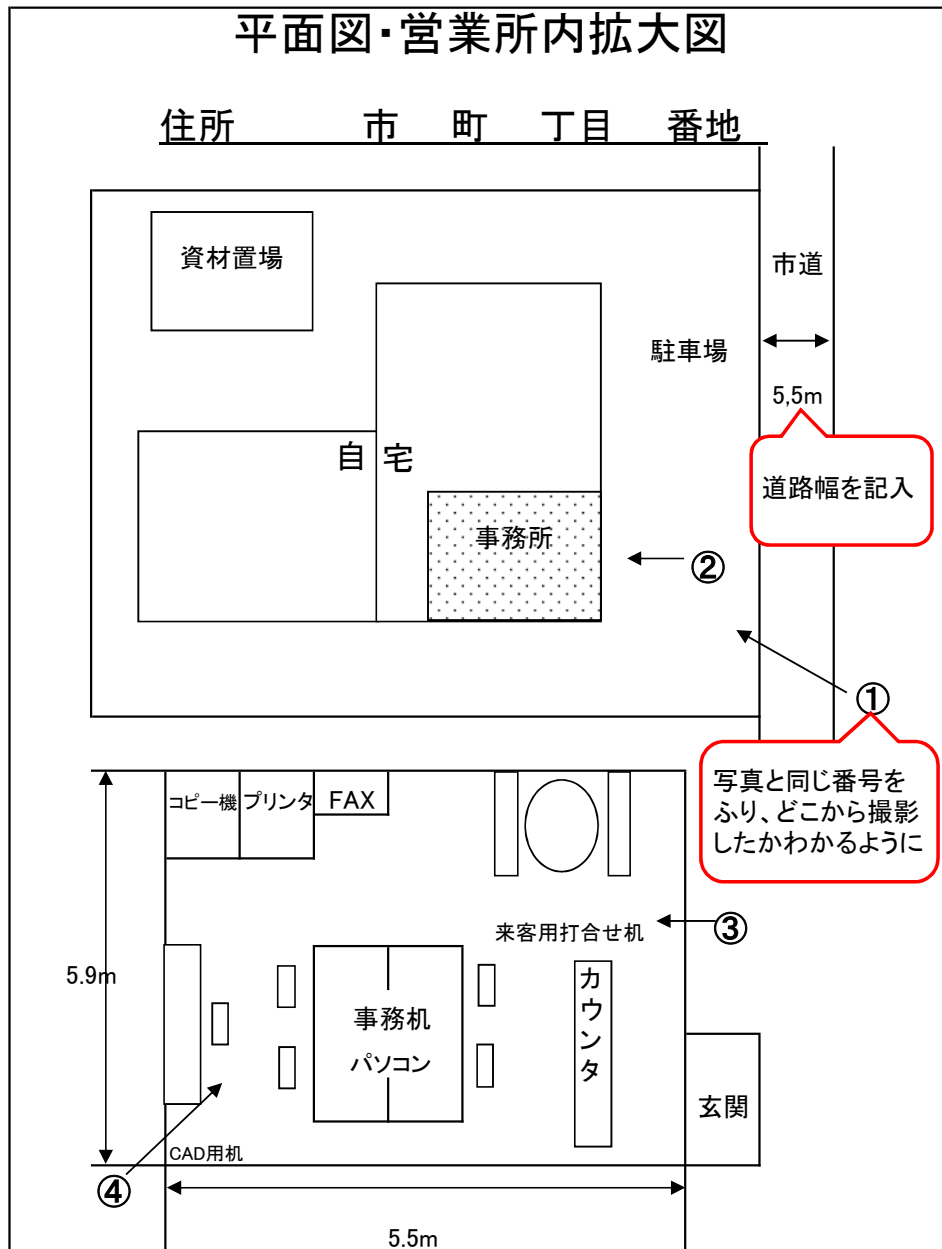 平面図・営業所内拡大図
住所 市 町 丁目 番地
資材置場
市道
駐車場
5,5m
道路幅を記入
自宅
事務所
②
①
写真と同じ番号を
ふり、どこから撮影
したかわかるように
コピー機
プリンタ
FAX
③
来客用打合せ机
5.9m
カウンタ
事務机
パソコン
玄関
CAD用机
④
5.5m